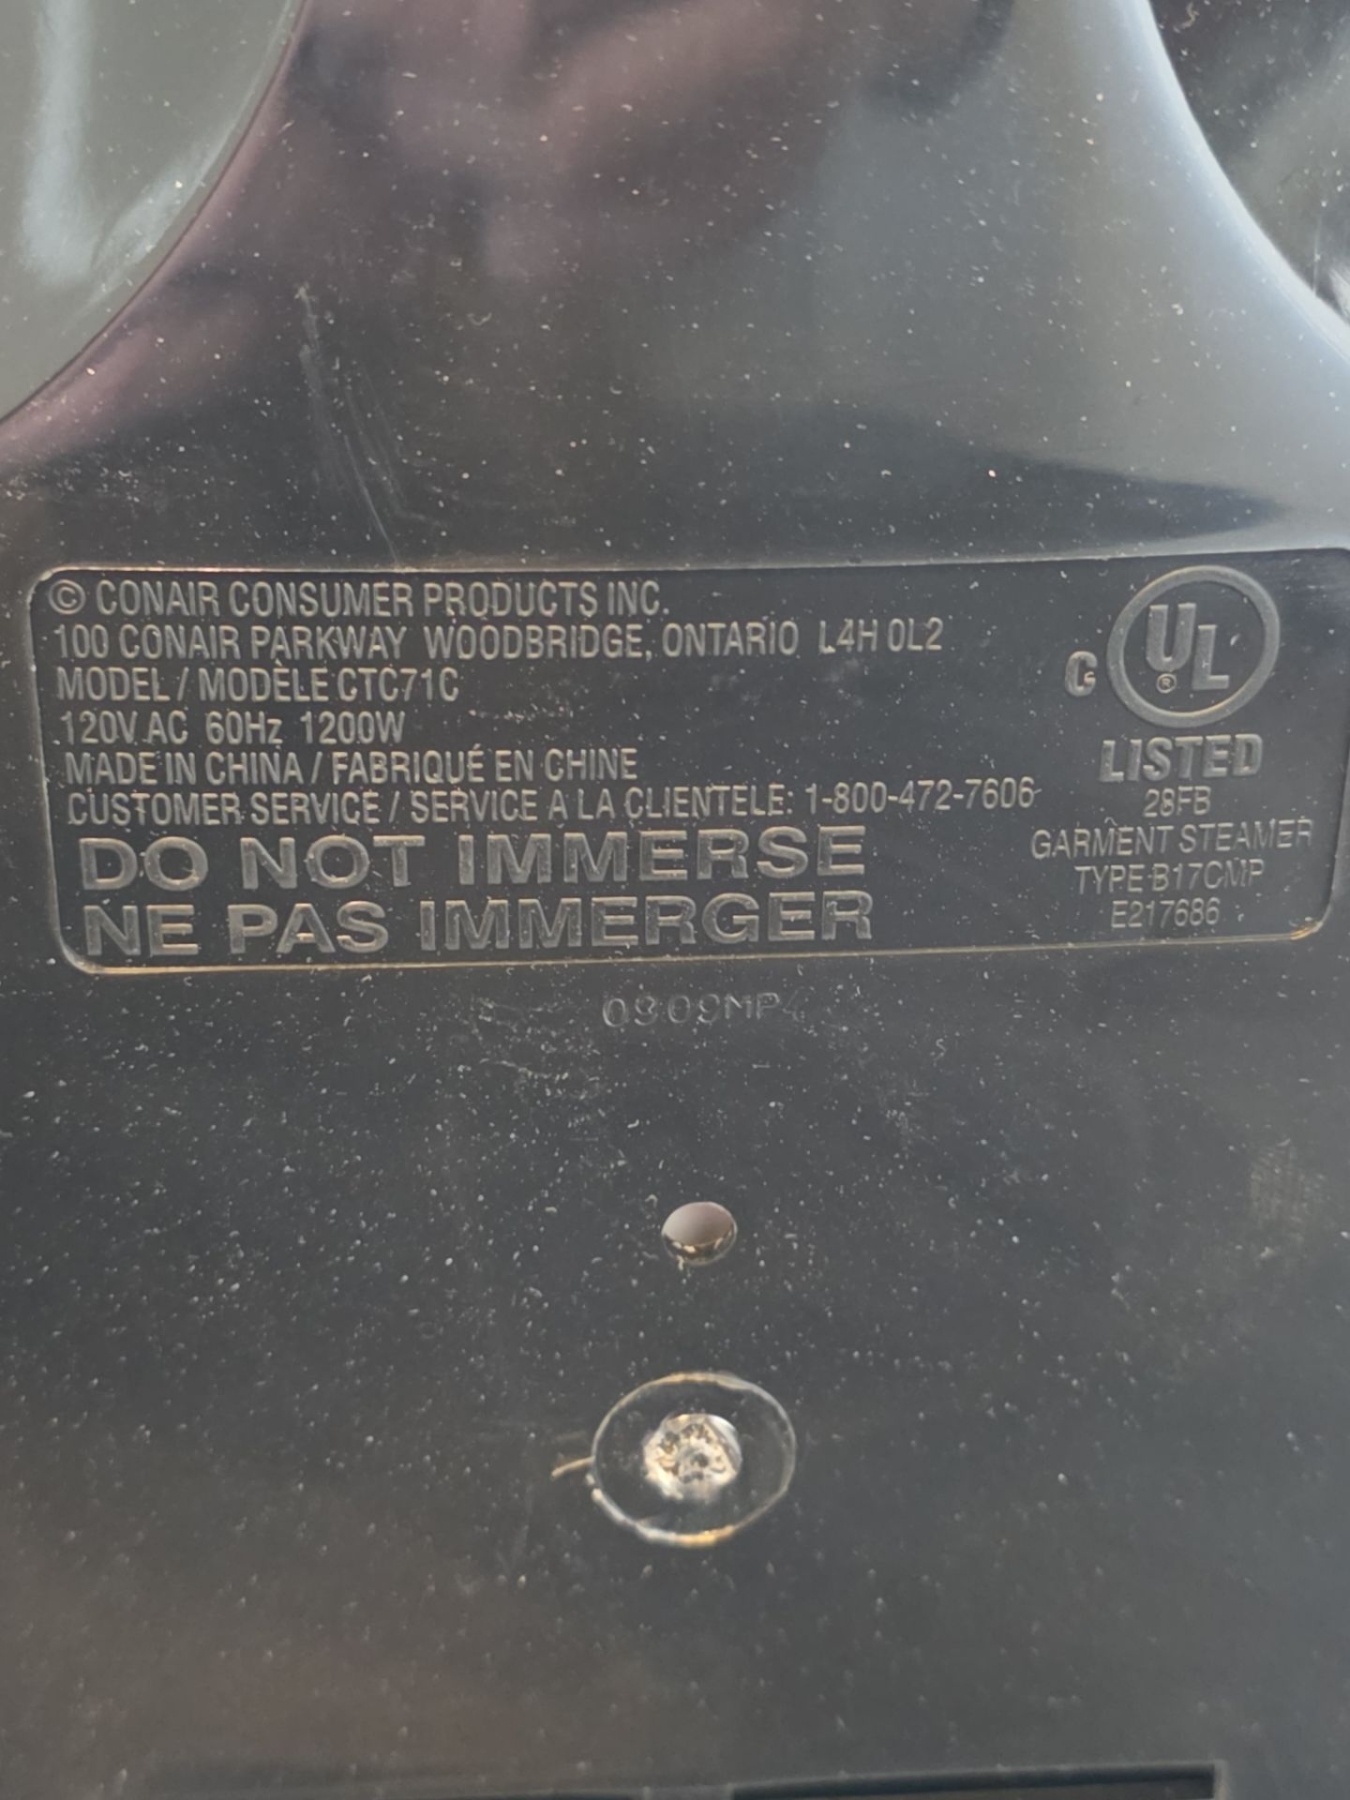 © CONAIR CONSUMER PRODUCTS INC.
100 CONAIR PARKWAY WOODBRIDGE, ONTARIO L4H 0L2
MODEL / MODÈLE CTC71C
120V AC 60Hz 1200W
MADE IN CHINA / FABRIQUÉ EN CHINE
CUSTOMER SERVICE / SERVICE A LA CLIENTELE: 1-800-472-7606
DO NOT IMMERSE
NE PAS IMMERGER
C UL ®
LISTED
28FB
GARMENT STEAMER
TYPE B17CMP
E217686
0909MP4